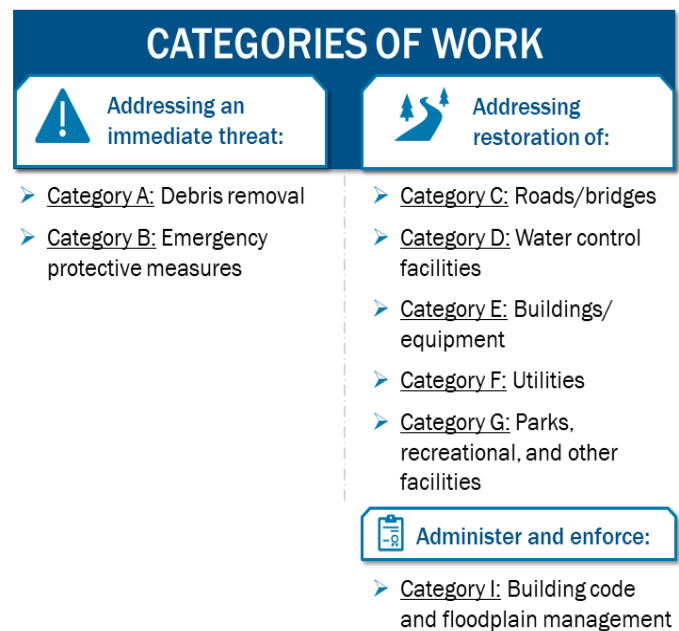 CATEGORIES OF WORK
Addressing an
immediate threat:
Category A: Debris removal
Category B: Emergency
protective measures
Addressing
restoration of:
Category C: Roads/bridges
Category D: Water control
facilities
Category E: Buildings/
equipment
Category F: Utilities
Category G: Parks,
recreational, and other
facilities
Administer and enforce:
Category I: Building code
and floodplain management